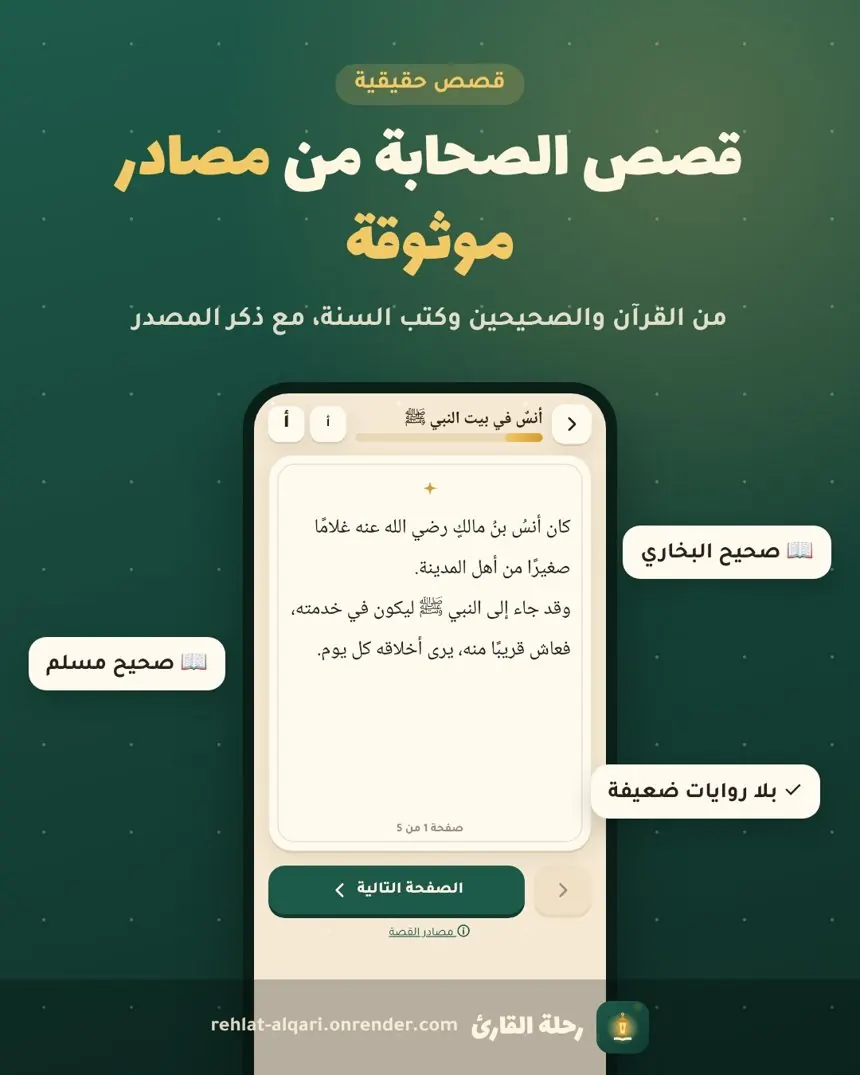 قصص حقيقية
قصص الصحابة من مصادر
موثوقة
من القرآن والصحيحين وكتب السنة، مع ذكر المصدر
أنسٌ في بيت النبي ﷺ
أ
أ
كان أنسُ بنُ مالكٍ رضي الله عنه غلامًا
صغيرًا من أهل المدينة.
وقد جاء إلى النبي ﷺ ليكون في خدمته،
فعاش قريبًا منه، يرى أخلاقه كل يوم.
صفحة 1 من 5
📖 صحيح البخاري
📖 صحيح مسلم
✓ بلا روايات ضعيفة
الصفحة التالية
مصادر القصة
رحلة القارئ
rehlat-alqari.onrender.com